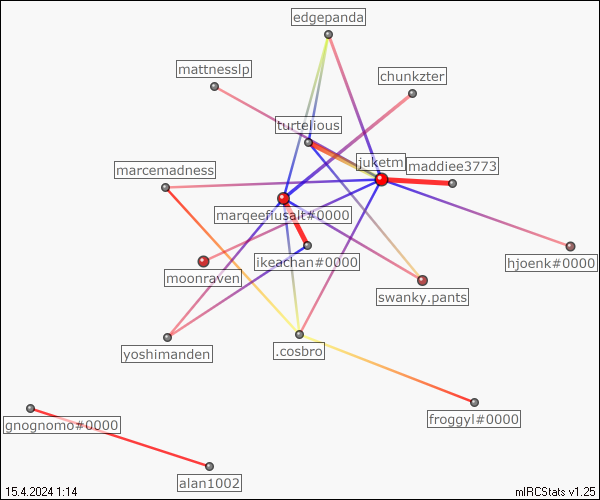 edgepanda
mattnesslp
chunkzter
turtelious
juketm
maddiee3773
marcemadness
marqeeflusalt#0000
ikeachan#0000
hjoenk#0000
moonraven
swanky.pants
yoshimanden
.cosbro
gnognomo#0000
froggyl#0000
alan1002
15.4.2024 1:14
mIRCStats v1.25